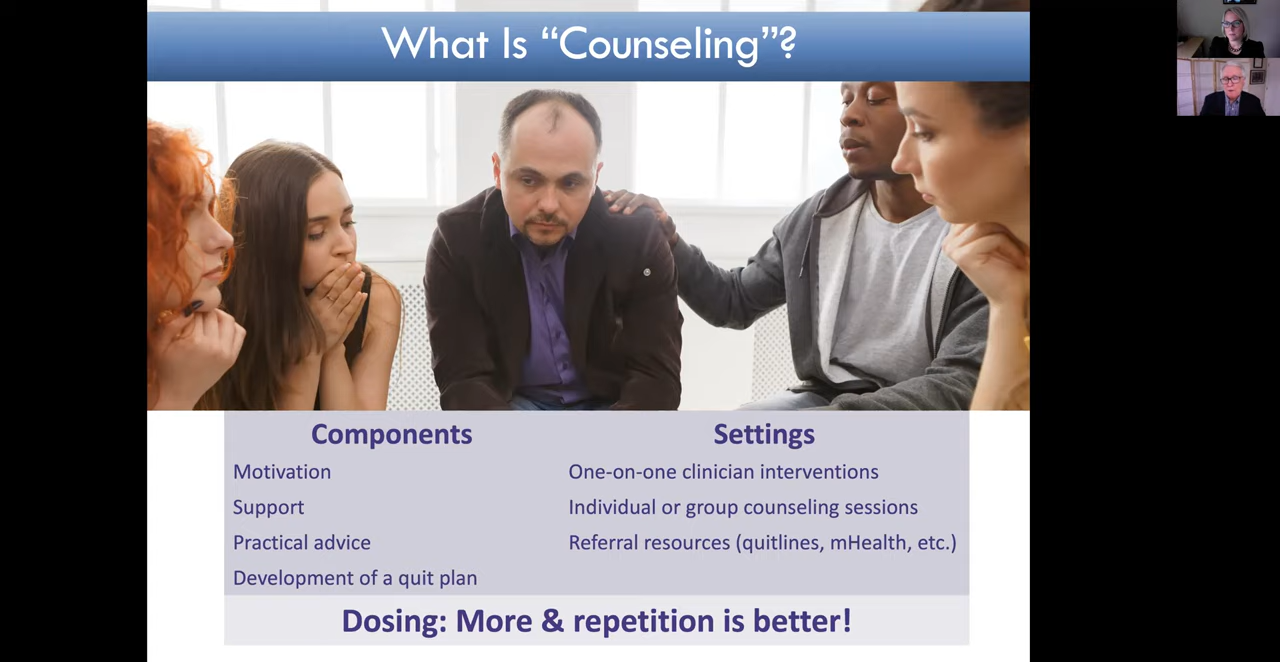 What Is “Counseling”?
Components
Motivation
Support
Practical advice
Development of a quit plan
Settings
One-on-one clinician interventions
Individual or group counseling sessions
Referral resources (quitlines, mHealth, etc.)
Dosing: More & repetition is better!